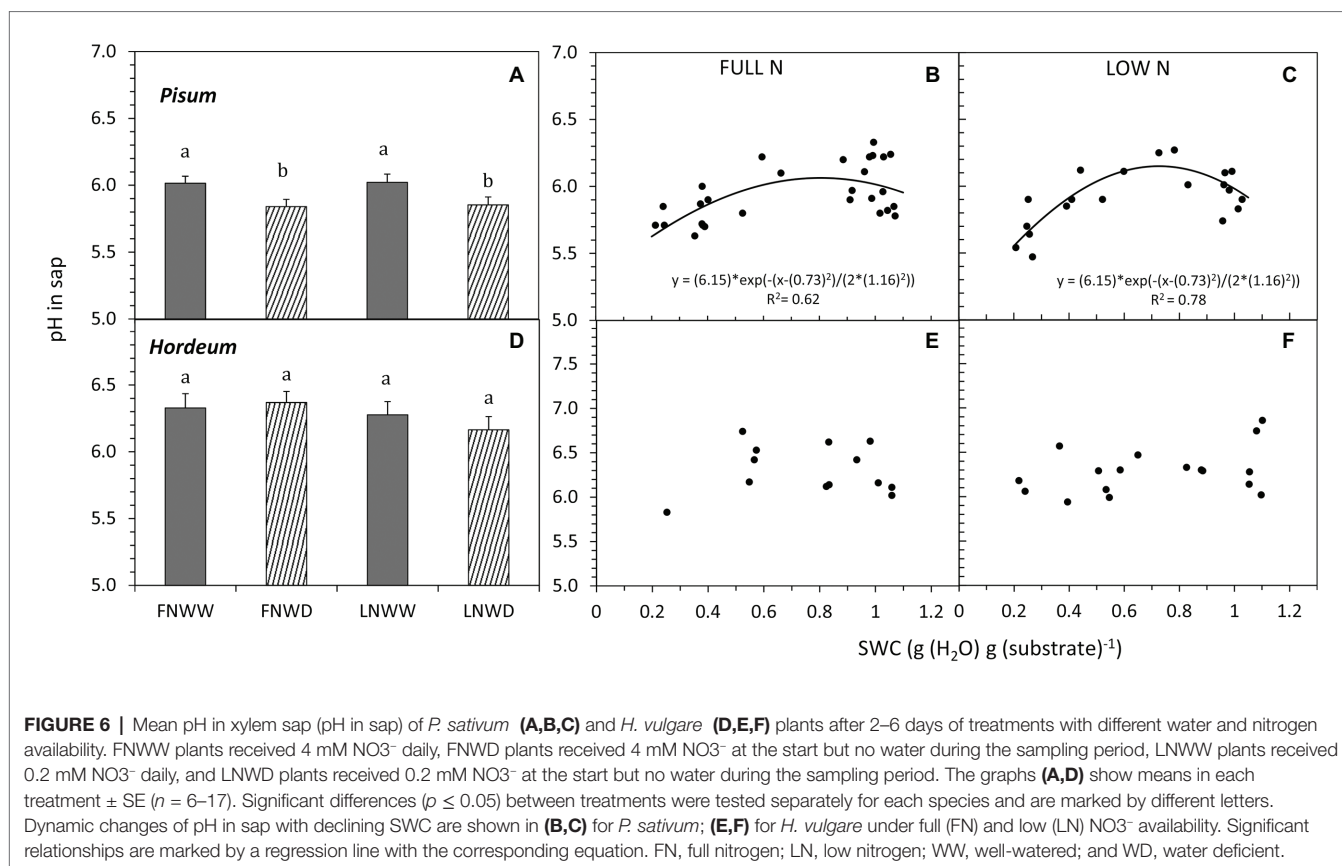 7.0
6.5
6.0
5.5
5.0
A
Pisum
a
b
a
b
6.5
6.0
5.5
5.0
D
Hordeum
a
a
a
a
pH in sap
FNWW
FNWD
LNWW
LNWD
7.0
6.5
6.0
5.5
5.0
FULL N
B
y = (6.15)*exp(-(x-(0.73)²)/(2*(1.16)²))
R²= 0.62
LOW N
C
y = (6.15)*exp(-(x-(0.73)²)/(2*(1.16)²))
R² = 0.78
7.5
7.0
6.5
6.0
5.5
5.0
E
F
0 0.2 0.4 0.6 0.8 1 1.2
0 0.2 0.4 0.6 0.8 1 1.2
SWC (g (H₂O) g (substrate)⁻¹
FIGURE 6 | Mean pH in xylem sap (pH in sap) of P. sativum (A,B,C) and H. vulgare (D,E,F) plants after 2–6 days of treatments with different water and nitrogen
availability. FNWW plants received 4 mM NO3⁻ daily, FNWD plants received 4 mM NO3⁻ at the start but no water during the sampling period, LNWW plants received
0.2 mM NO3⁻ daily, and LNWD plants received 0.2 mM NO3⁻ at the start but no water during the sampling period. The graphs (A,D) show means in each
treatment ± SE (n = 6–17). Significant differences (p ≤ 0.05) between treatments were tested separately for each species and are marked by different letters.
Dynamic changes of pH in sap with declining SWC are shown in (B,C) for P. sativum; (E,F) for H. vulgare under full (FN) and low (LN) NO3⁻ availability. Significant
relationships are marked by a regression line with the corresponding equation. FN, full nitrogen; LN, low nitrogen; WW, well-watered; and WD, water deficient.